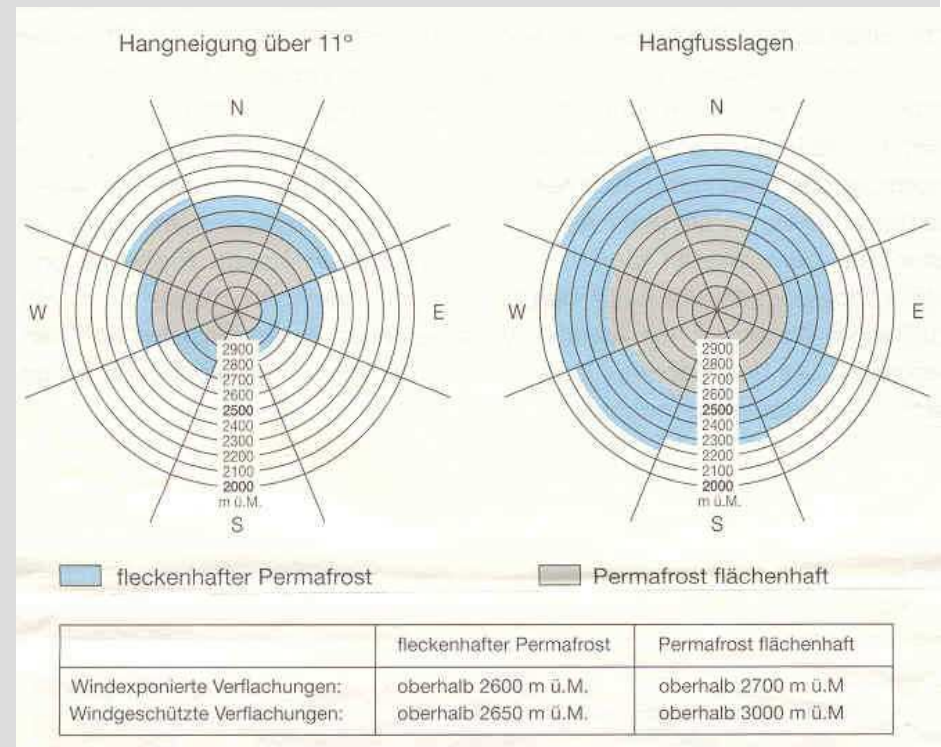 Hangneigung über 11°
N
W
E
2900
2800
2700
2600
2500
2400
2300
2200
2100
2000
m ü.M.
S
Hangfusslagen
N
W
E
2900
2800
2700
2600
2500
2400
2300
2200
2100
2000
m ü.M.
S
fleckenhafter Permafrost
Permafrost flächenhaft
fleckenhafter Permafrost Permafrost flächenhaft
Windexponierte Verflachungen: oberhalb 2600 m ü.M. oberhalb 2700 m ü.M
Windgeschützte Verflachungen: oberhalb 2650 m ü.M. oberhalb 3000 m ü.M